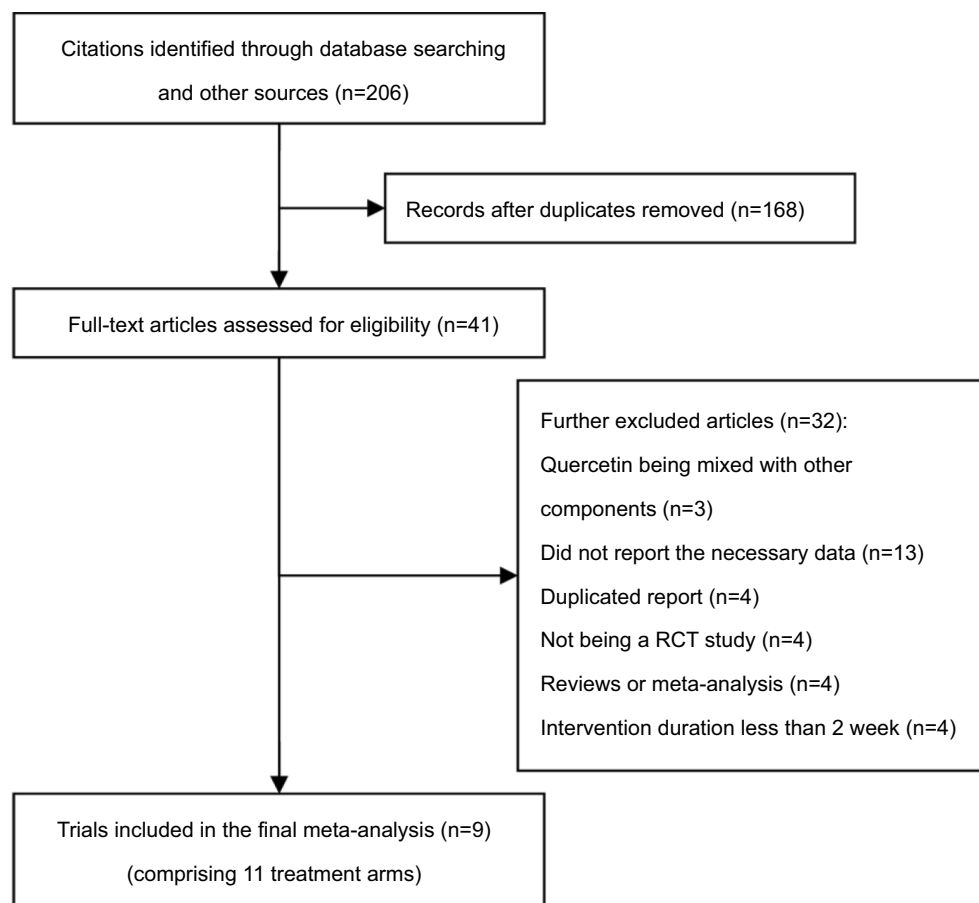 Citations identified through database searching
and other sources (n=206)
Records after duplicates removed (n=168)
Full-text articles assessed for eligibility (n=41)
Further excluded articles (n=32):
Quercetin being mixed with other
components (n=3)
Did not report the necessary data (n=13)
Duplicated report (n=4)
Not being a RCT study (n=4)
Reviews or meta-analysis (n=4)
Intervention duration less than 2 week (n=4)
Trials included in the final meta-analysis (n=9)
(comprising 11 treatment arms)